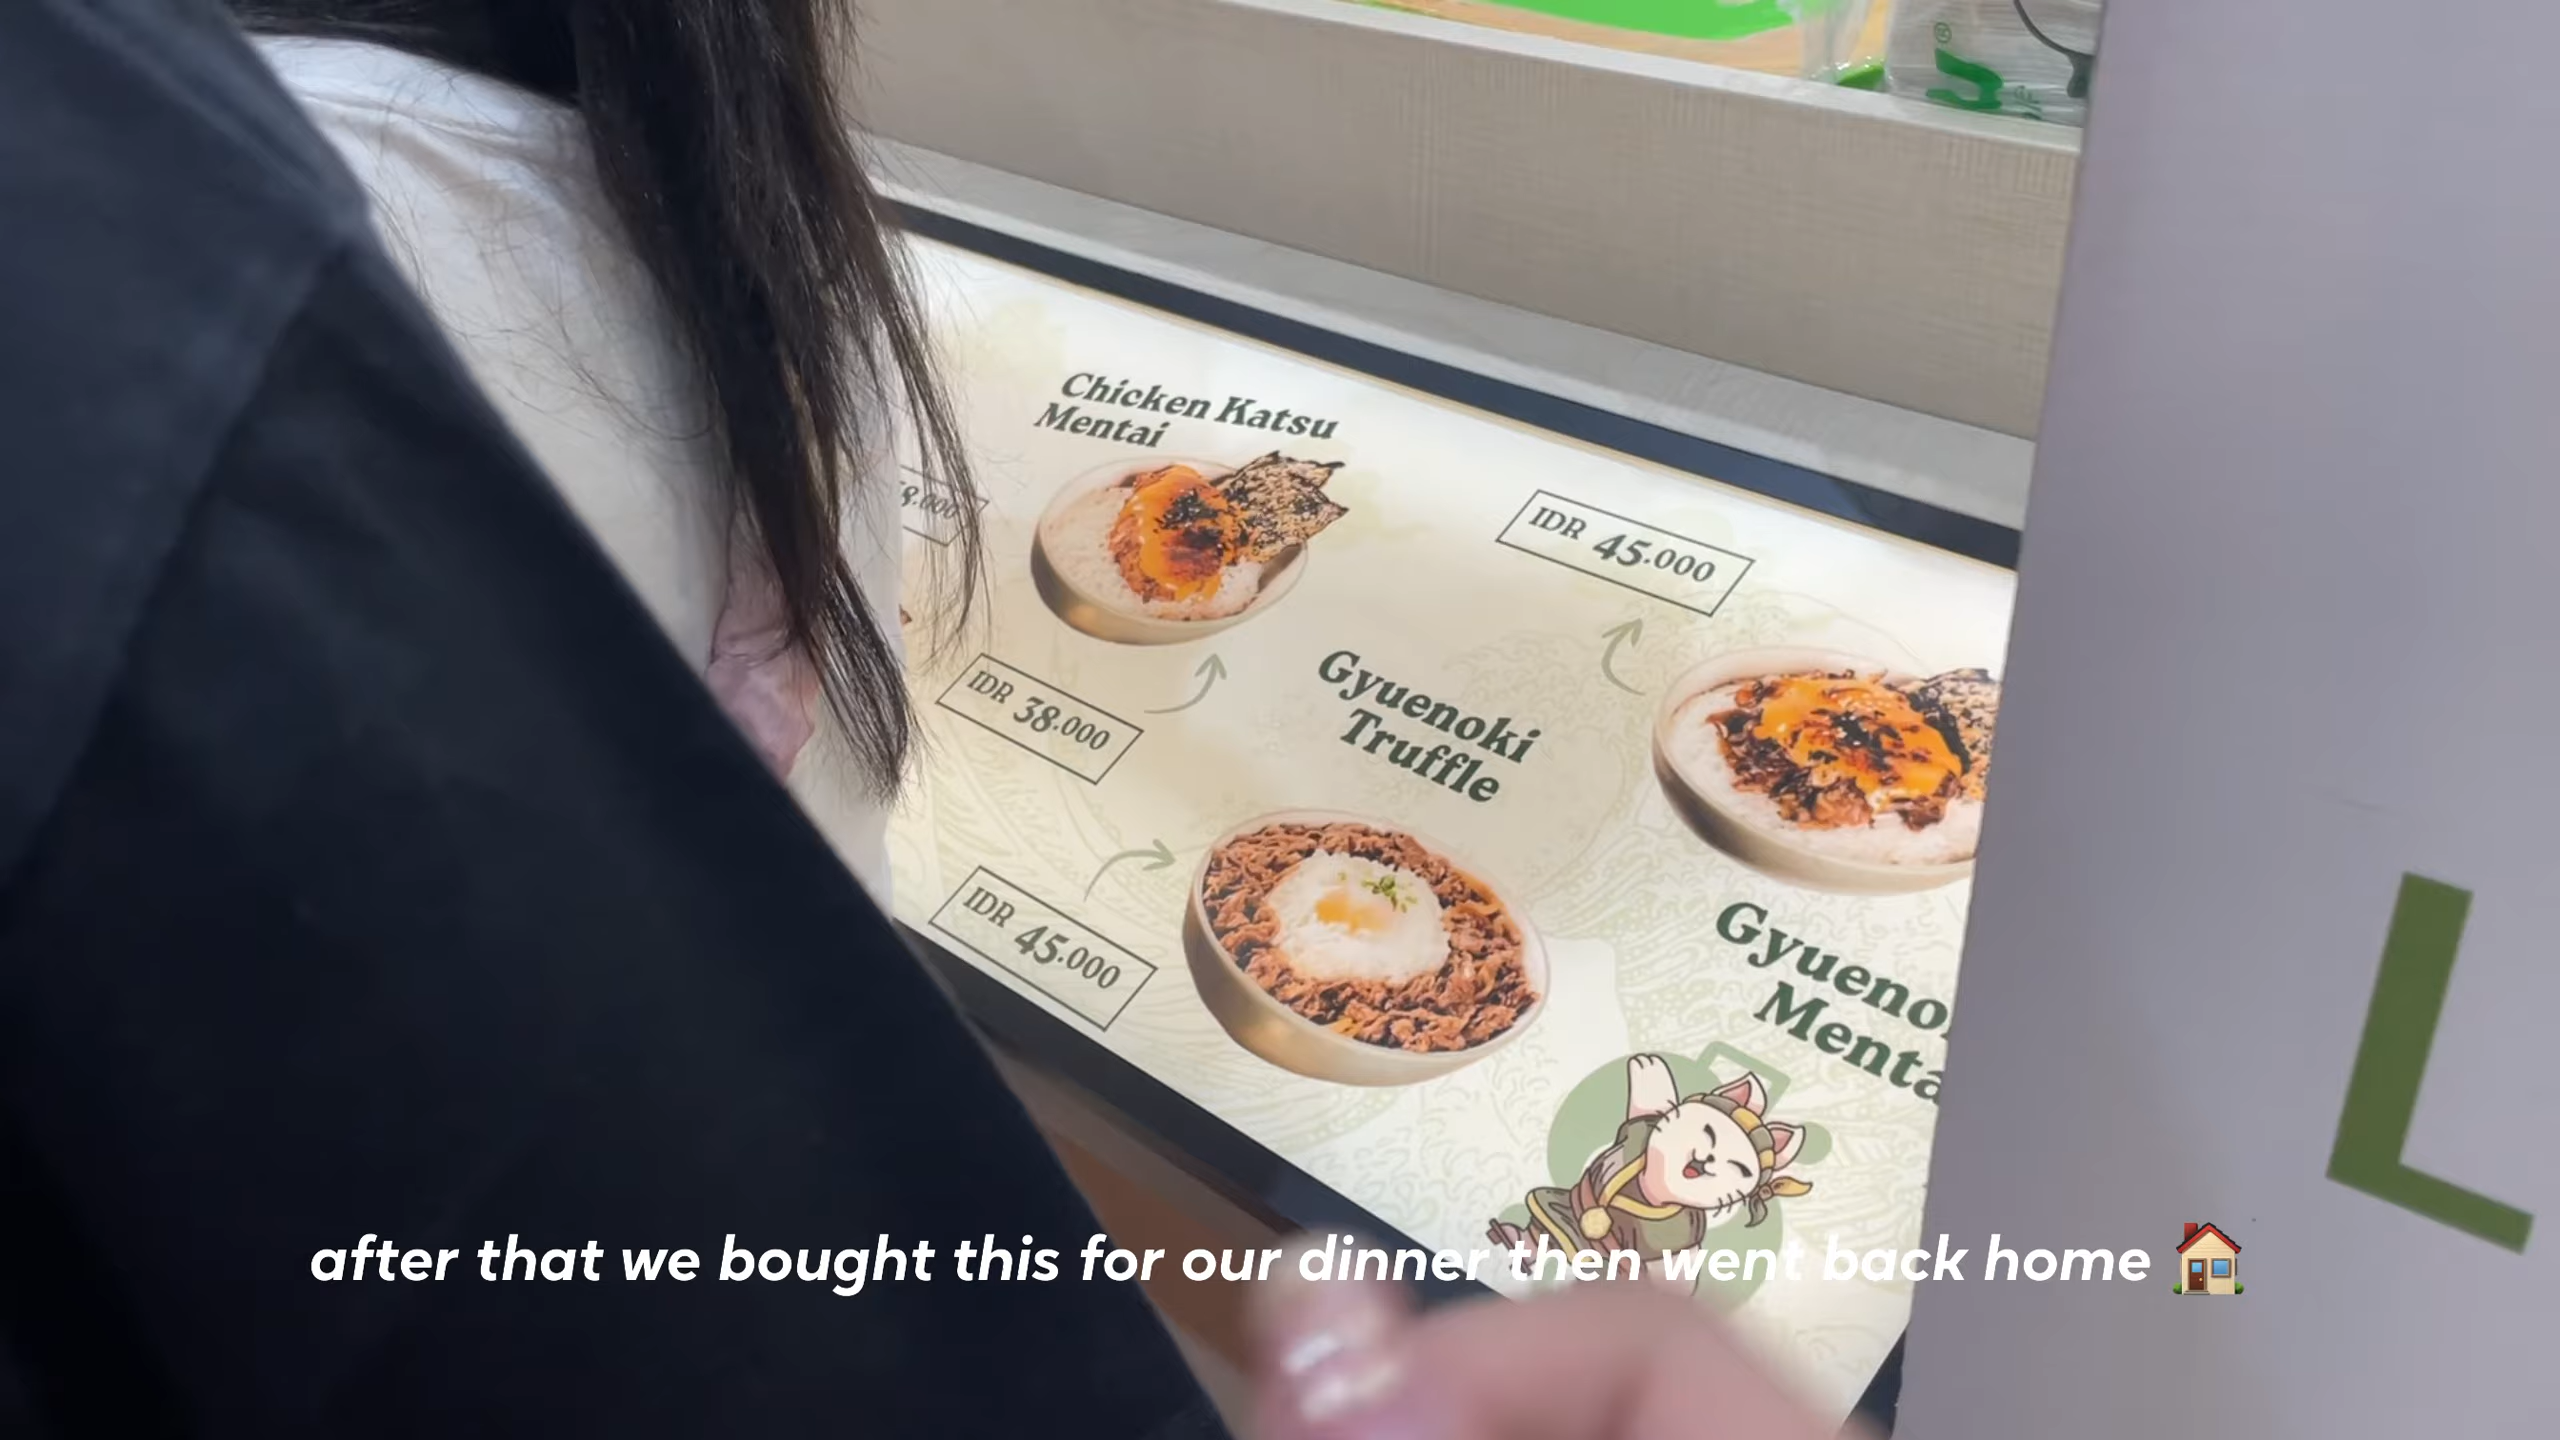 Chicken Katsu
Mentai
IDR 45.000
IDR 38.000
Gyuenoki
Truffle
IDR 45.000
L
after that we bought this for our dinner then went back home 🏠